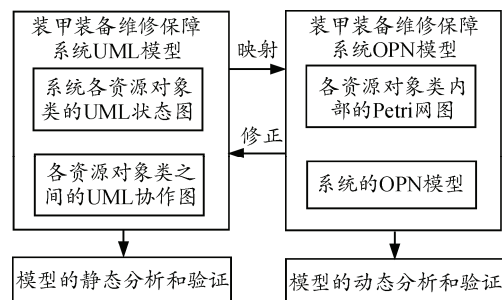 装甲装备维修保障
系统UML模型
系统各资源对象
类的UML状态图
各资源对象类之
间的UML协作图
映射
修正
装甲装备维修保障
系统OPN模型
各资源对象类内
部的Petri网图
系统的OPN模型
模型的静态分析和验证
模型的动态分析和验证